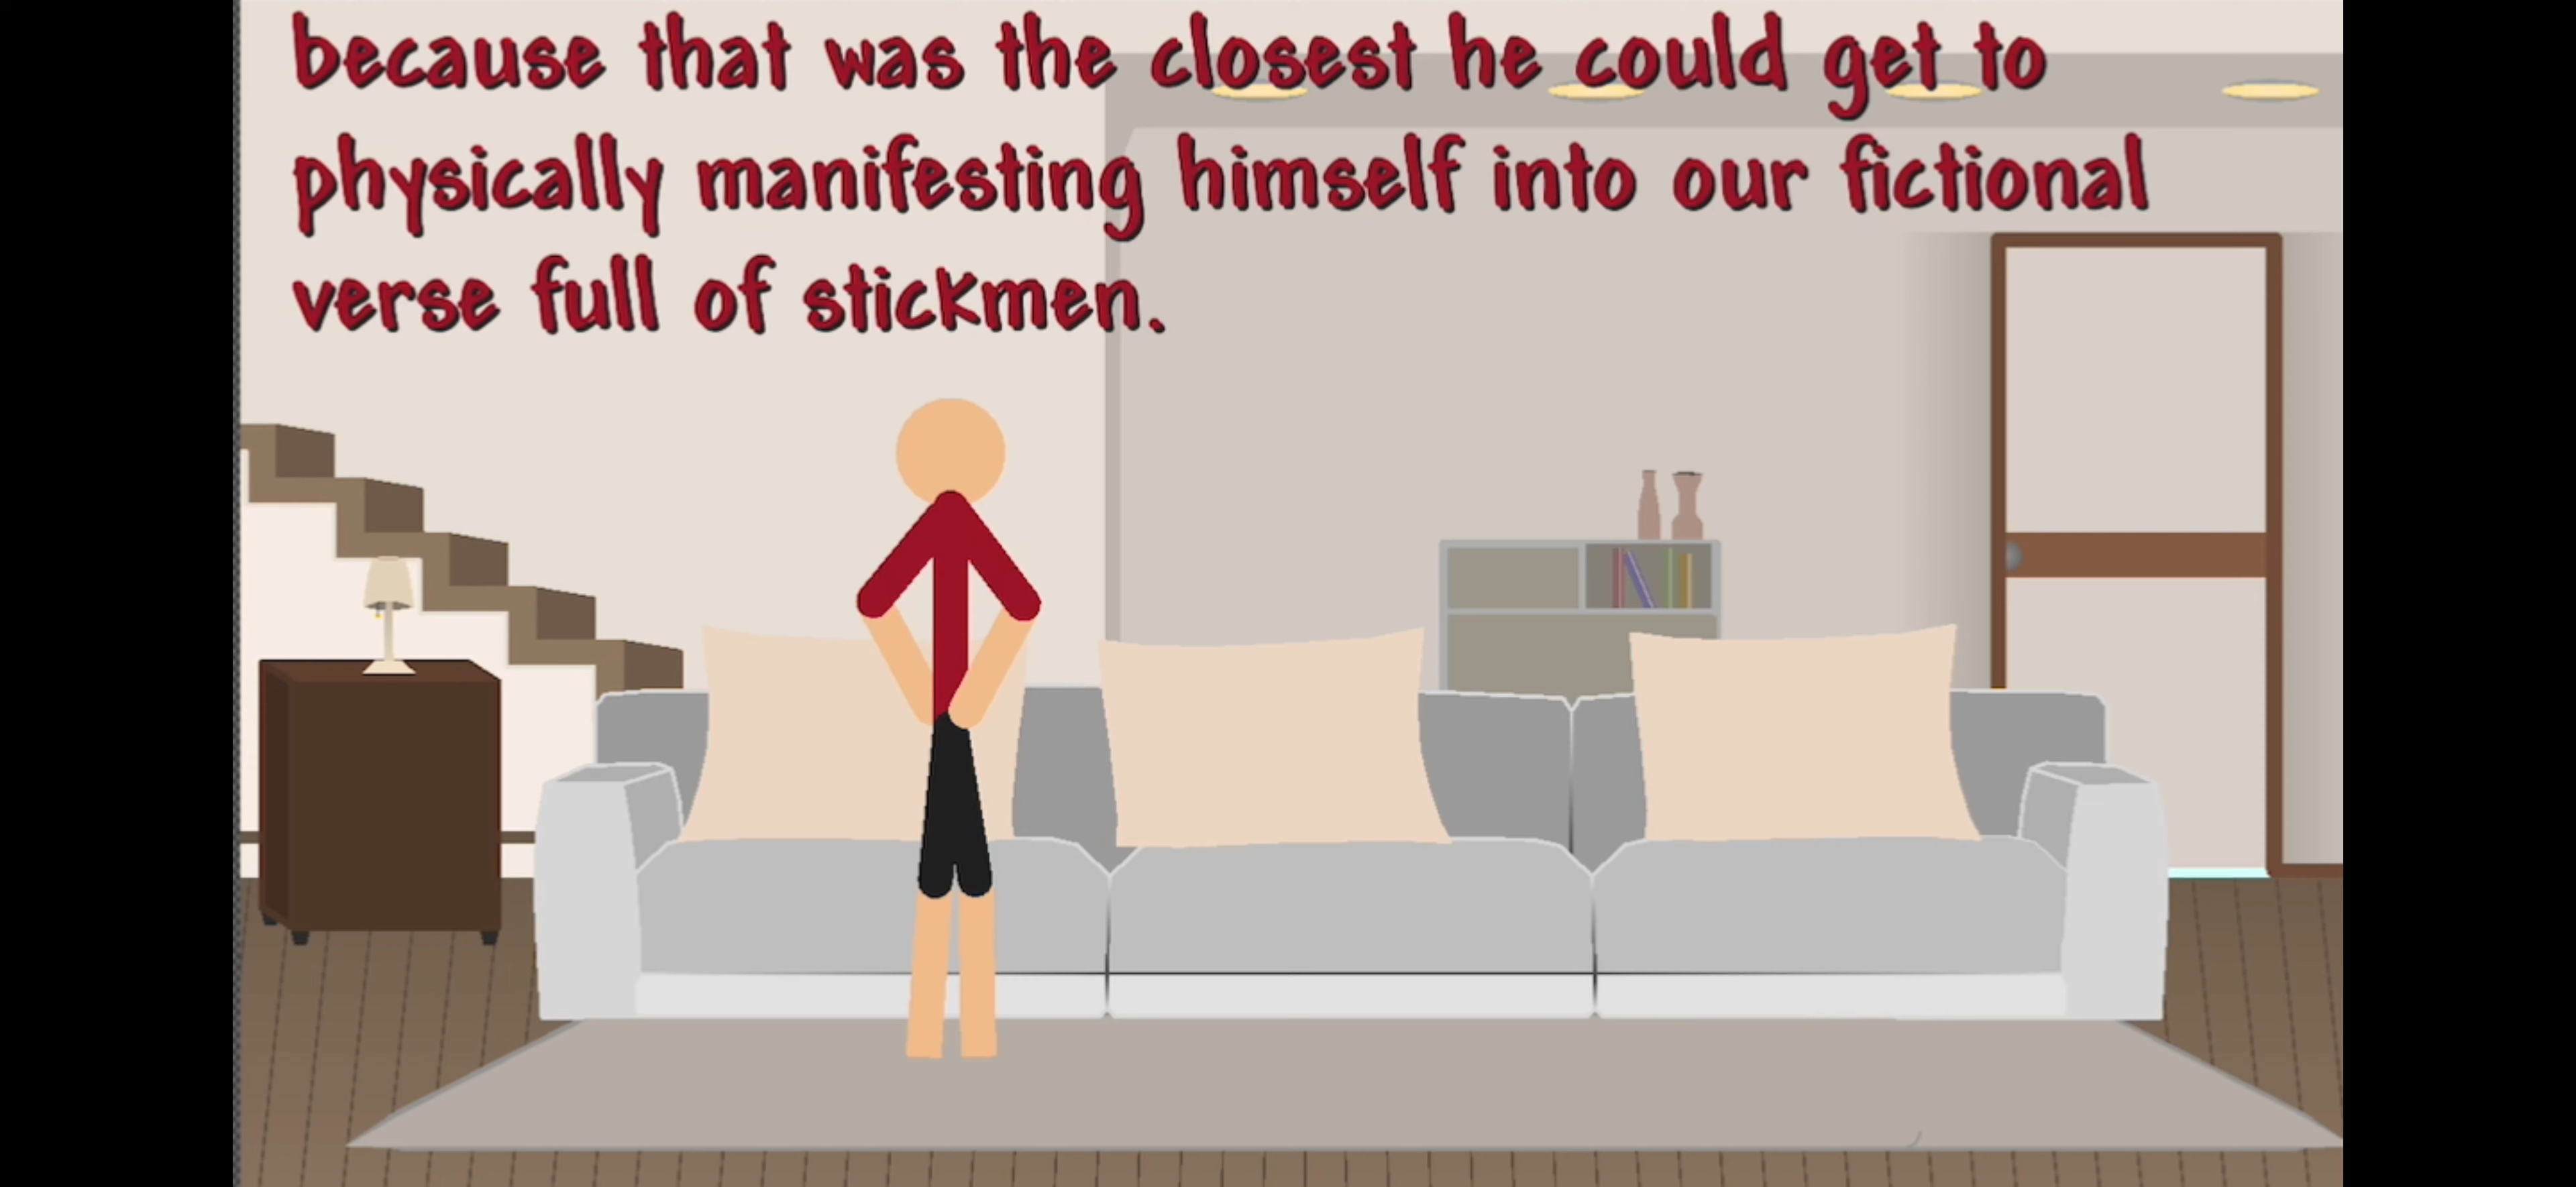 because that was the closest he could get to
physically manifesting himself into our fictional
verse full of stickmen.